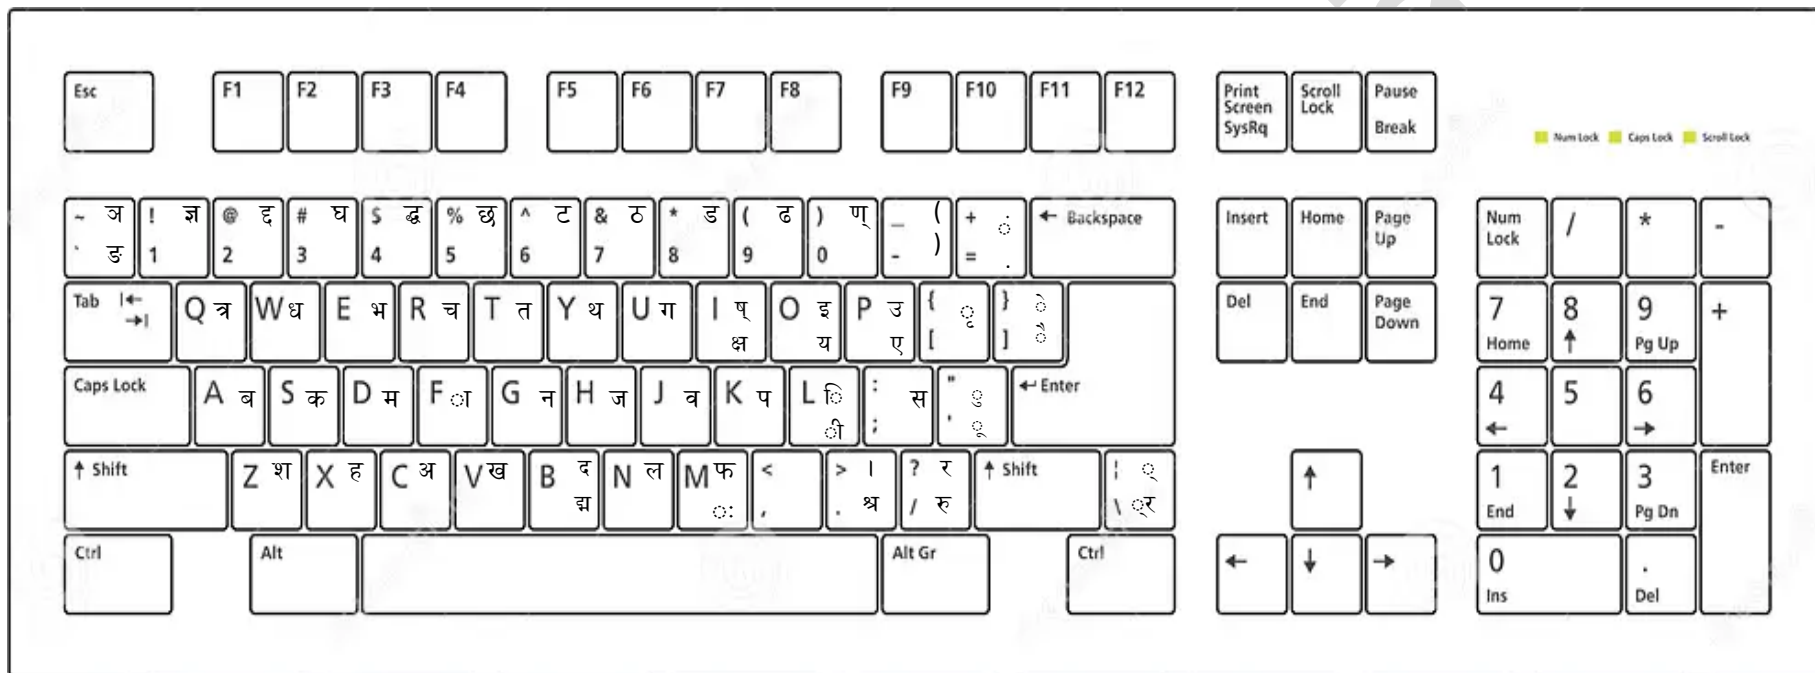 Esc F1 F2 F3 F4 F5 F6 F7 F8 F9 F10 F11 F12 Print Screen SysRq Scroll Lock Pause Break
Num Lock Caps Lock Scroll Lock
~ ञ ! ज्ञ @ द्द # घ $ द्ध % छ ^ ट & ठ * ड ( ढ ) ण् _ ( + ं ← Backspace Insert Home Page Up Num Lock / * -
` ङ 1 2 3 4 5 6 7 8 9 0 - ) = .
Tab |← →| Q त्र W ध E भ R च T त Y थ U ग I ष् O इ P उ { ृ } े Del End Page Down 7 8 9 +
क्ष य ए [ ] ै Home ↑ Pg Up
Caps Lock A ब S क D म F ा G न H ज J व K प L ि : स " ु ↵ Enter 4 5 6
ी ; ' ू ← →
↑ Shift Z श X ह C अ V ख B द N ल M फ < > । ? र ↑ Shift ¦ ् ↑ 1 2 3 Enter
द्म ः , . श्र / रु \ ्र End ↓ Pg Dn
Ctrl Alt Alt Gr Ctrl ← ↓ → 0 .
Ins Del